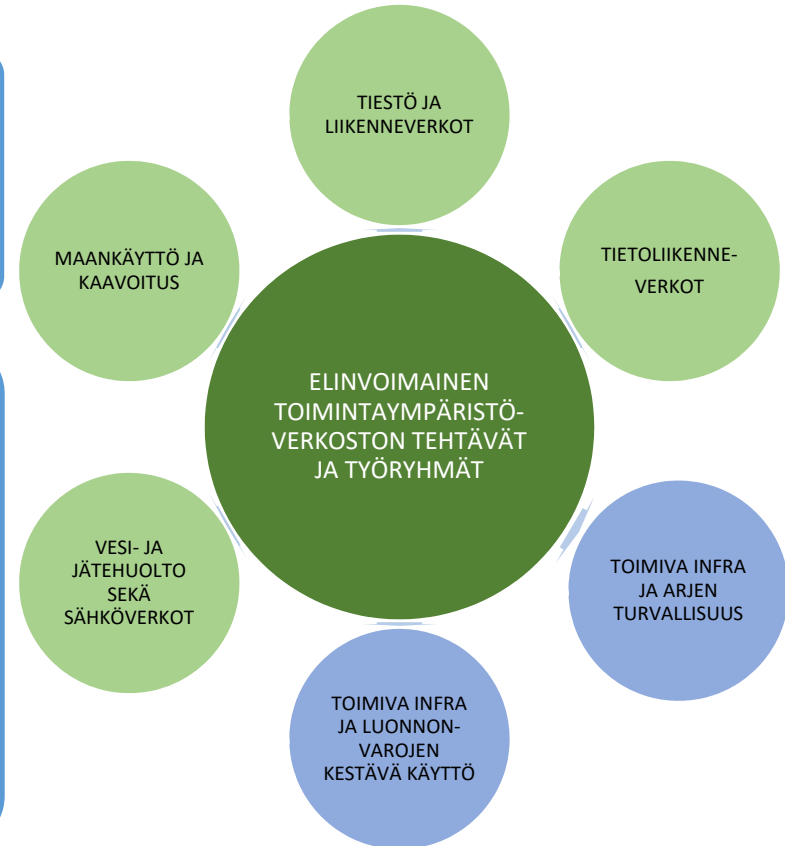 TIESTÖ JA
LIIKENNEVERKOT
MAANKÄYTTÖ JA
KAAVOITUS
TIETOLIIKENNE-
VERKOT
ELINVOIMAINEN
TOIMINTAYMPÄRISTÖ-
VERKOSTON TEHTÄVÄT
JA TYÖRYHMÄT
VESI- JA
JÄTEHUOLTO
SEKÄ
SÄHKÖVERKOT
TOIMIVA INFRA
JA ARJEN
TURVALLISUUS
TOIMIVA INFRA
JA LUONNON-
VAROJEN
KESTÄVÄ KÄYTTÖ